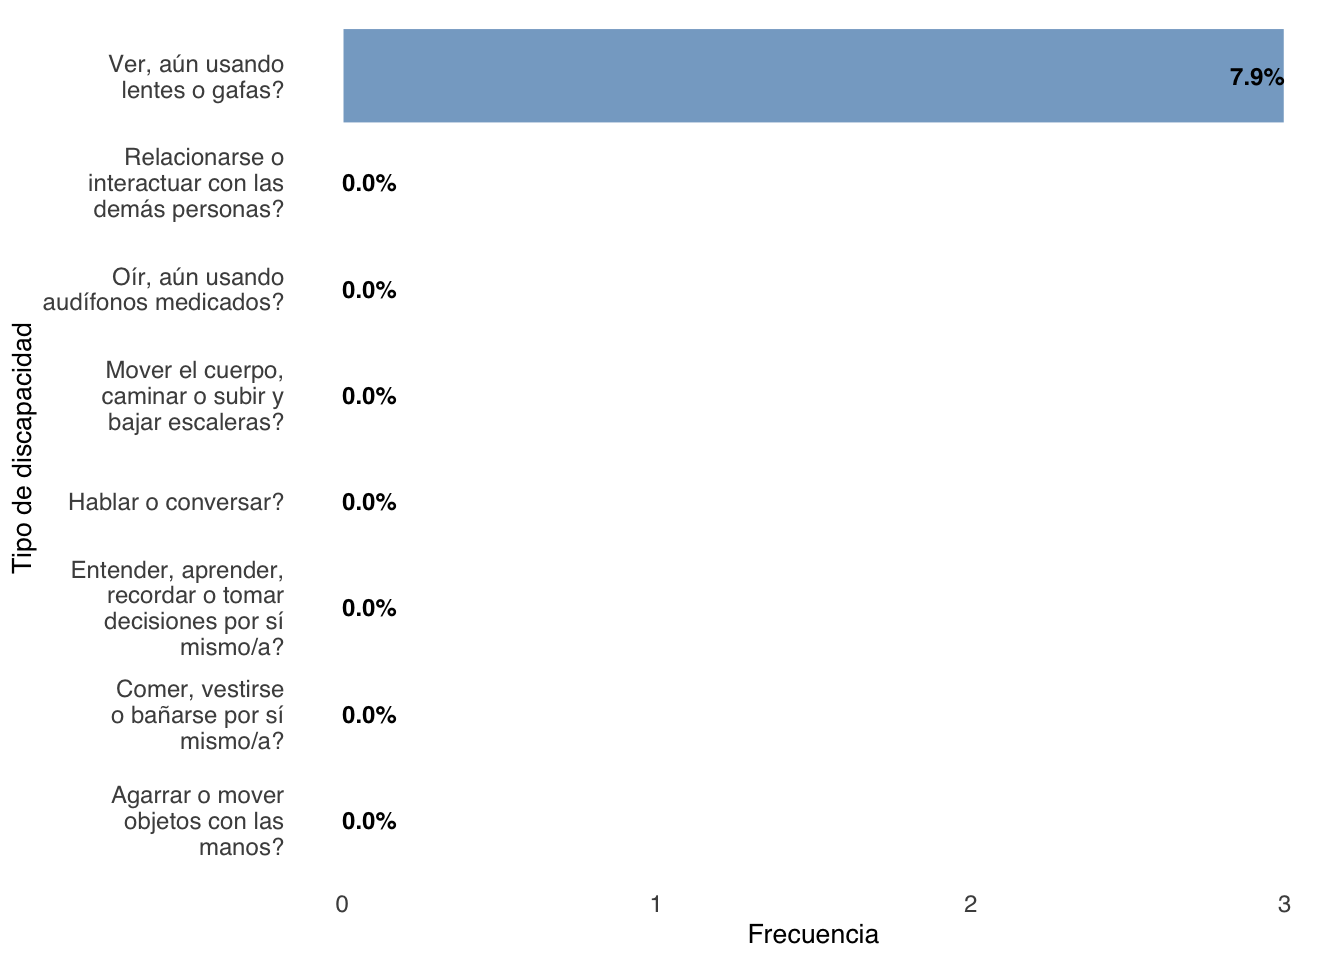 Ver, aún usando
lentes o gafas?
7.9%
Relacionarse o
interactuar con las
demás personas?
0.0%
Oír, aún usando
audífonos medicados?
0.0%
Mover el cuerpo,
caminar o subir y
bajar escaleras?
0.0%
Hablar o conversar?
0.0%
Entender, aprender,
recordar o tomar
decisiones por sí
mismo/a?
0.0%
Comer, vestirse
o bañarse por sí
mismo/a?
0.0%
Agarrar o mover
objetos con las
manos?
0.0%
Tipo de discapacidad
0 1 2 3
Frecuencia